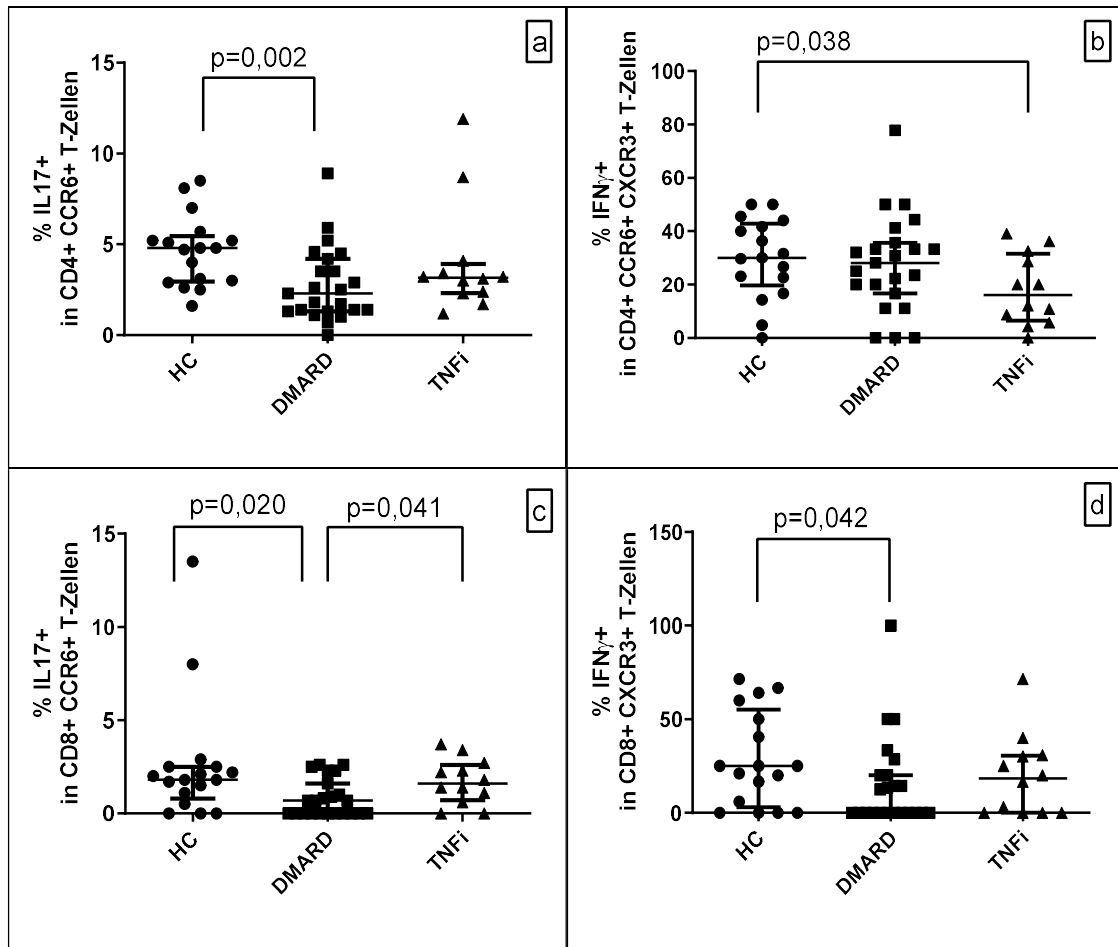 a
p=0,002
% IL17+
in CD4+ CCR6+ T-Zellen
15
10
5
0
HC
DMARD
TNFi
b
p=0,038
% IFNγ+
in CD4+ CCR6+ CXCR3+ T-Zellen
100
80
60
40
20
0
HC
DMARD
TNFi
c
p=0,020
p=0,041
% IL17+
in CD8+ CCR6+ T-Zellen
15
10
5
0
HC
DMARD
TNFi
d
p=0,042
% IFNγ+
in CD8+ CXCR3+ T-Zellen
150
100
50
0
HC
DMARD
TNFi